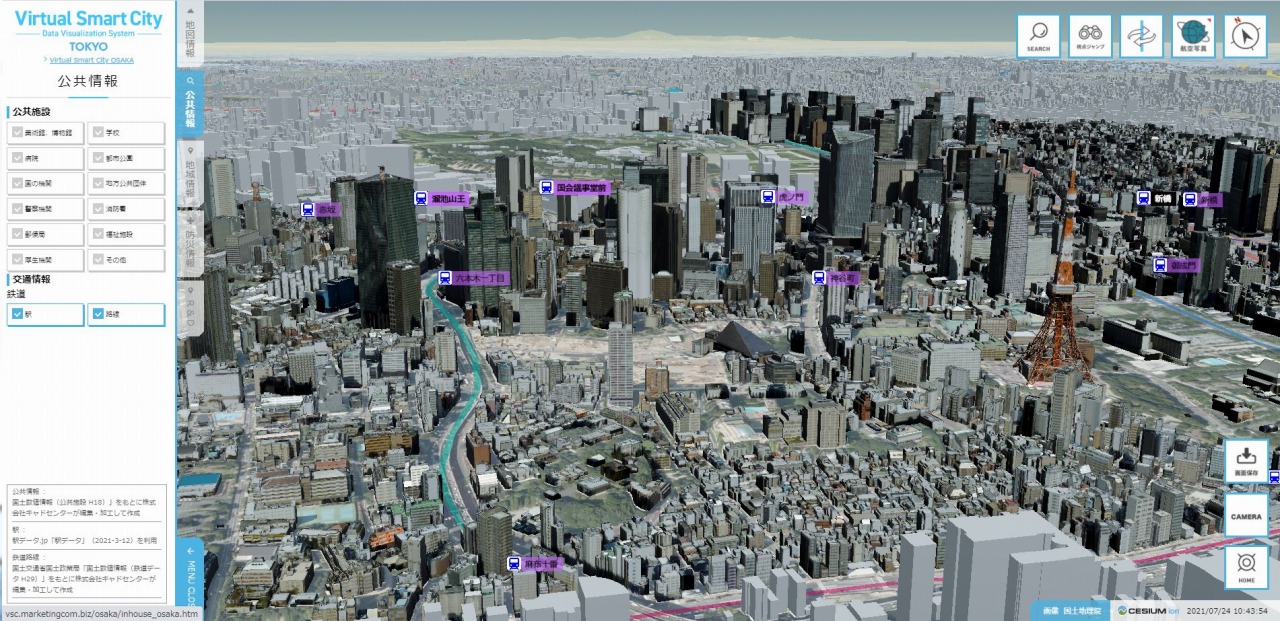 Virtual Smart City
Data Visualization System
TOKYO
Virtual Smart City OSAKA
公共情報
公共施設
美術館、博物館
学校
病院
都市公園
国の機関
地方公共団体
警察機関
消防署
郵便局
福祉施設
厚生機関
その他
交通情報
鉄道
駅
路線
公共情報：
国土数値情報（公共施設 H18）」をもとに株式
会社キャドセンターが編集・加工して作成
駅：
駅データ.jp「駅データ」（2021-3-12）を利用
鉄道路線：
国土交通省国土政策局「国土数値情報（鉄道デー
タ H29）」をもとに株式会社キャドセンターが
編集・加工して作成
vsc.marketingcom.biz/osaka/inhouse_osaka.htm
地図情報
公共情報
地域情報
防災情報
R&D
MENU CLOS
赤坂
溜池山王
国会議事堂前
虎ノ門
新橋
新橋
六本木一丁目
神谷町
御成門
麻布十番
SEARCH
視点ジャンプ
航空写真
N
画面保存
CAMERA
HOME
画像 国土地理院
CESIUM ion
2021/07/24 10:43:54